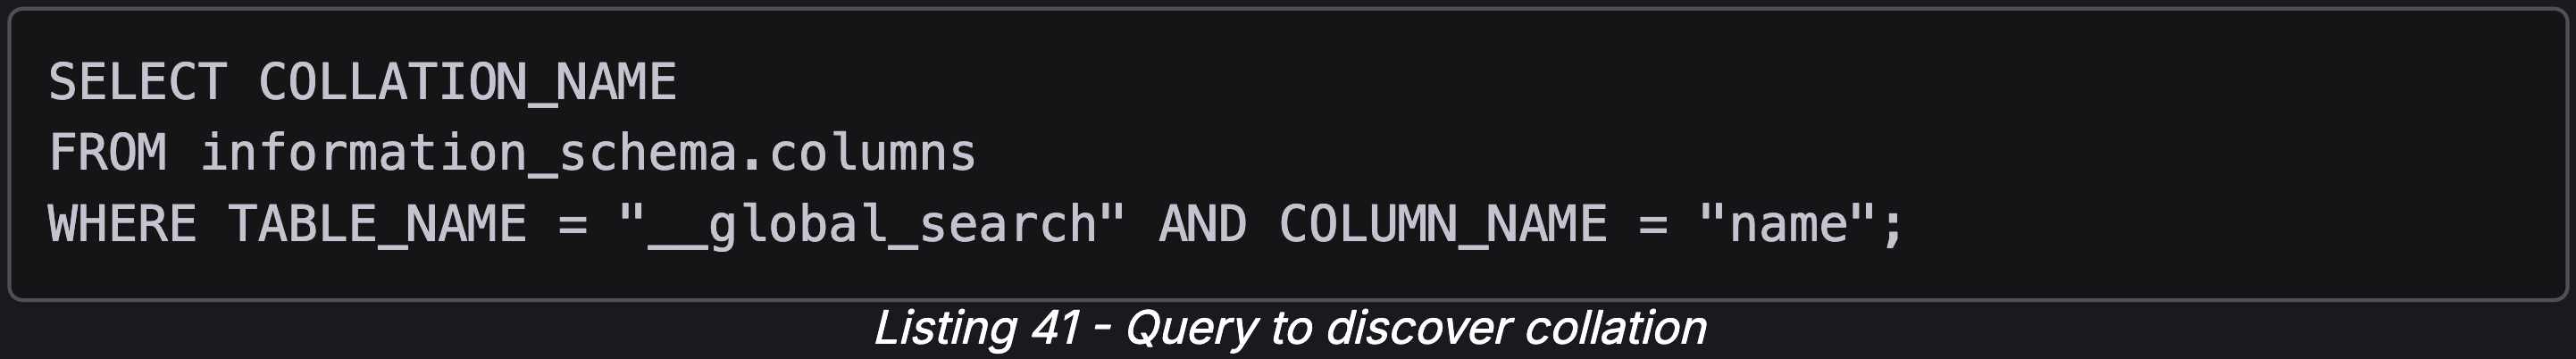 SELECT COLLATION_NAME
FROM information_schema.columns
WHERE TABLE_NAME = "__global_search" AND COLUMN_NAME = "name";
Listing 41 - Query to discover collation